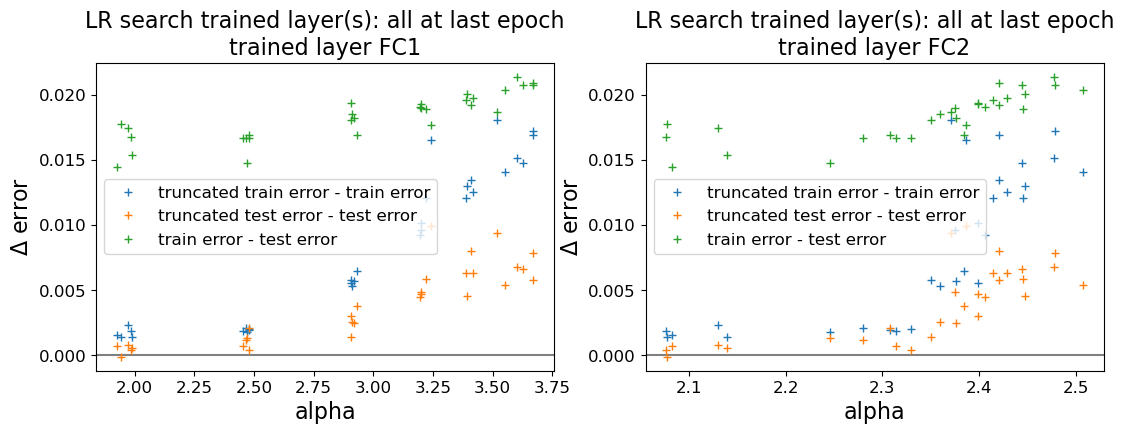 LR search trained layer(s): all at last epoch
trained layer FC1
Δ error
0.020
0.015
0.010
0.005
0.000
truncated train error - train error
truncated test error - test error
train error - test error
2.00 2.25 2.50 2.75 3.00 3.25 3.50 3.75
alpha
LR search trained layer(s): all at last epoch
trained layer FC2
Δ error
0.020
0.015
0.010
0.005
0.000
truncated train error - train error
truncated test error - test error
train error - test error
2.1 2.2 2.3 2.4 2.5
alpha